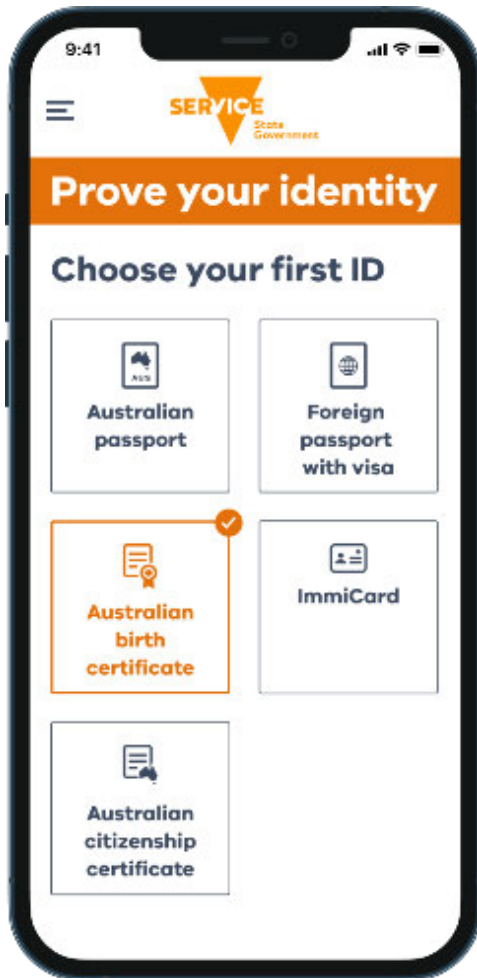 9:41
SERVICE
State
Government
Prove your identity
Choose your first ID
AUS
Australian
passport
Foreign
passport
with visa
Australian
birth
certificate
ImmiCard
Australian
citizenship
certificate